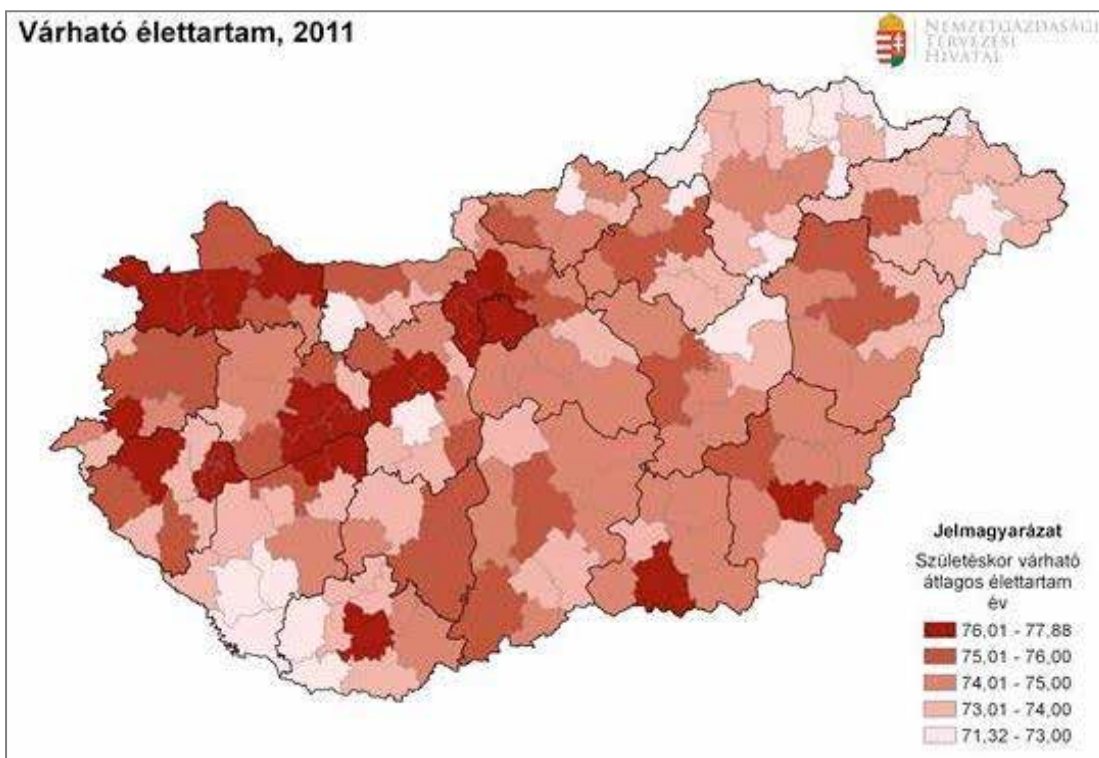 Várható élettartam, 2011
NEMZETGAZDASÁGI
TERVEZÉSI
HIVATAL
Jelmagyarázat
Születéskor várható
átlagos élettartam
év
76,01 - 77,88
75,01 - 76,00
74,01 - 75,00
73,01 - 74,00
71,32 - 73,00